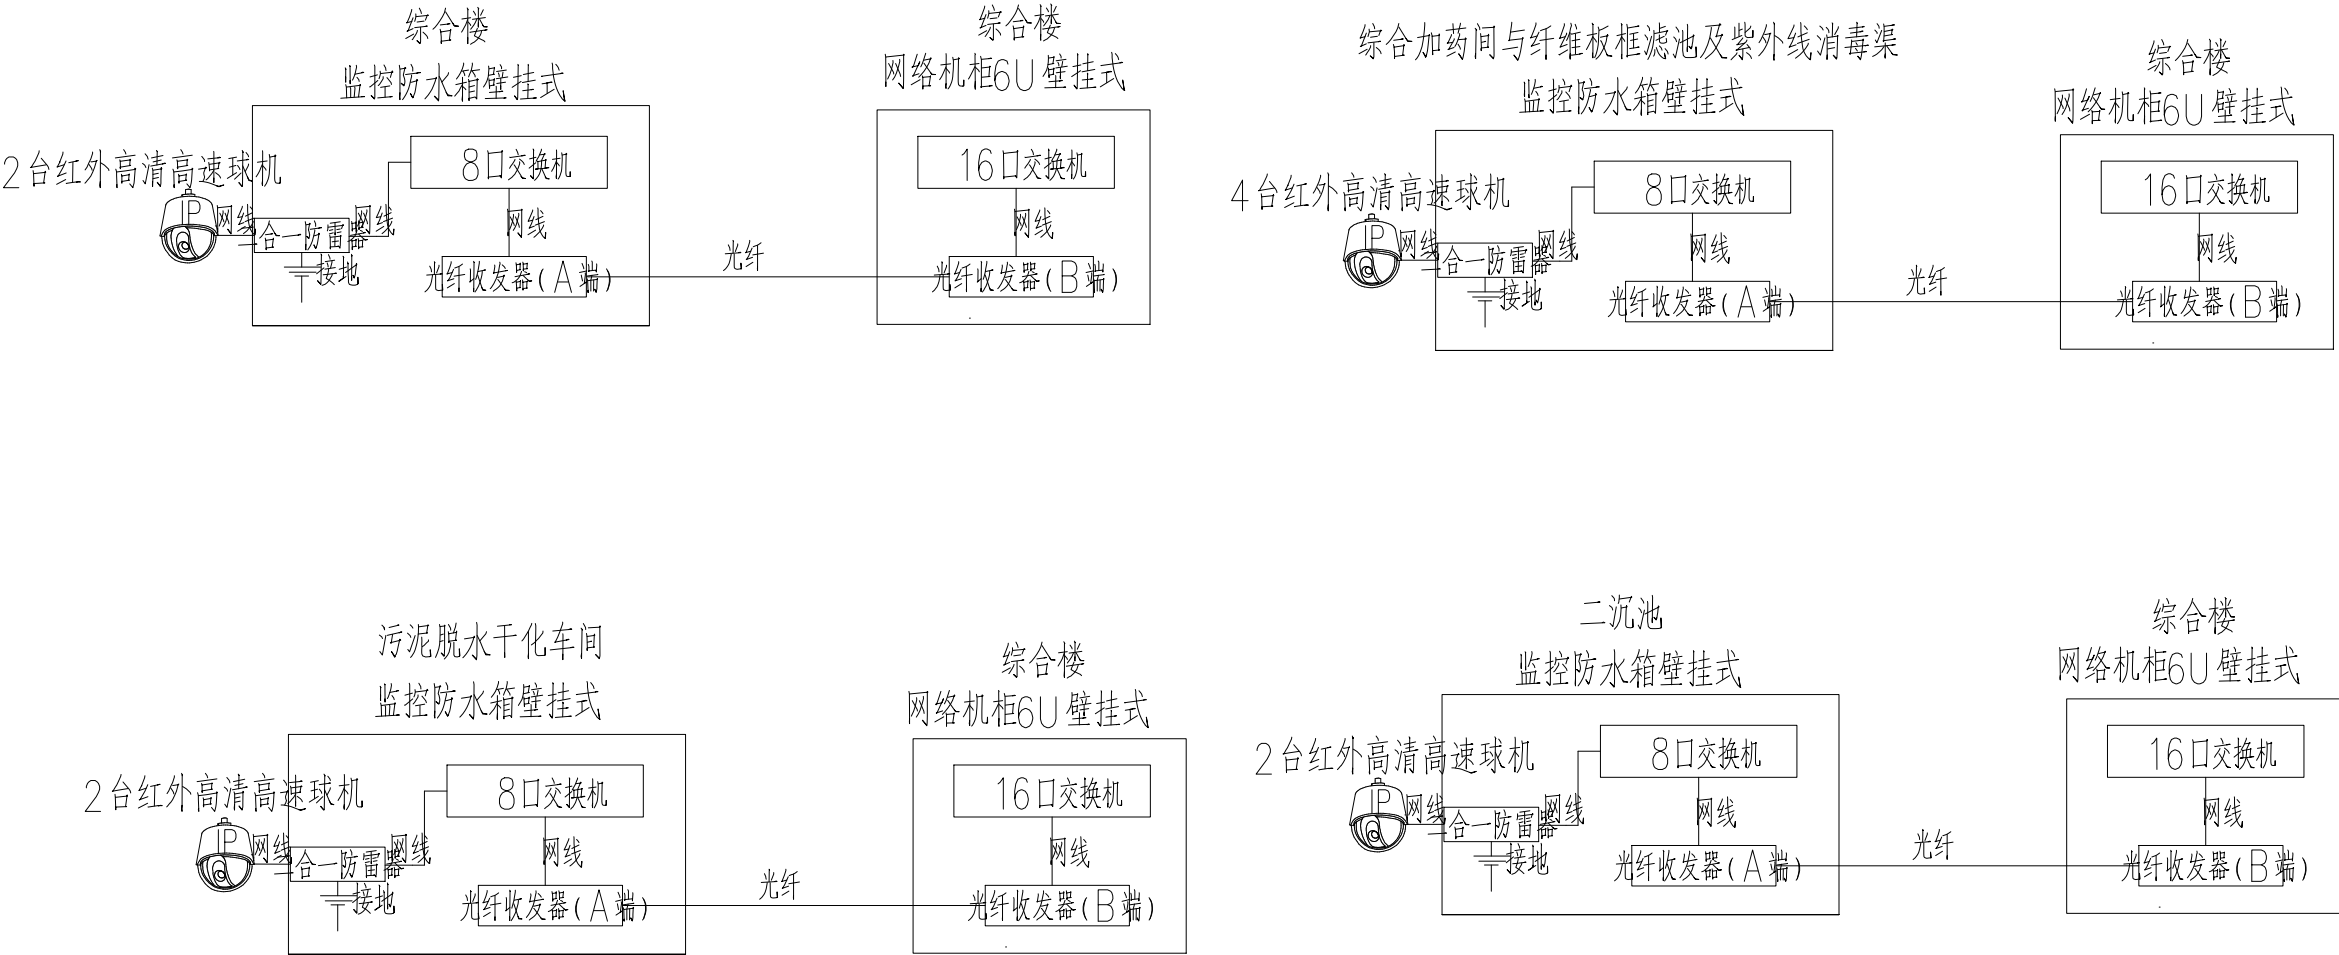 综合楼
监控防水箱壁挂式
2台红外高清高速球机
IP
网线
二合一防雷器
网线
接地
8口交换机
网线
光纤收发器(A端)
光纤
综合楼
网络机柜6U壁挂式
16口交换机
网线
光纤收发器(B端)
综合加药间与纤维板框滤池及紫外线消毒渠
监控防水箱壁挂式
4台红外高清高速球机
IP
网线
二合一防雷器
网线
接地
8口交换机
网线
光纤收发器(A端)
光纤
综合楼
网络机柜6U壁挂式
16口交换机
网线
光纤收发器(B端)
污泥脱水干化车间
监控防水箱壁挂式
2台红外高清高速球机
IP
网线
二合一防雷器
网线
接地
8口交换机
网线
光纤收发器(A端)
光纤
综合楼
网络机柜6U壁挂式
16口交换机
网线
光纤收发器(B端)
二沉池
监控防水箱壁挂式
2台红外高清高速球机
IP
网线
二合一防雷器
网线
接地
8口交换机
网线
光纤收发器(A端)
光纤
综合楼
网络机柜6U壁挂式
16口交换机
网线
光纤收发器(B端)